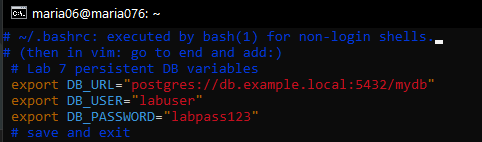 maria06@maria076: ~
# ~/.bashrc: executed by bash(1) for non-login shells.
# (then in vim: go to end and add:)
# Lab 7 persistent DB variables
export DB_URL="postgres://db.example.local:5432/mydb"
export DB_USER="labuser"
export DB_PASSWORD="labpass123"
# save and exit